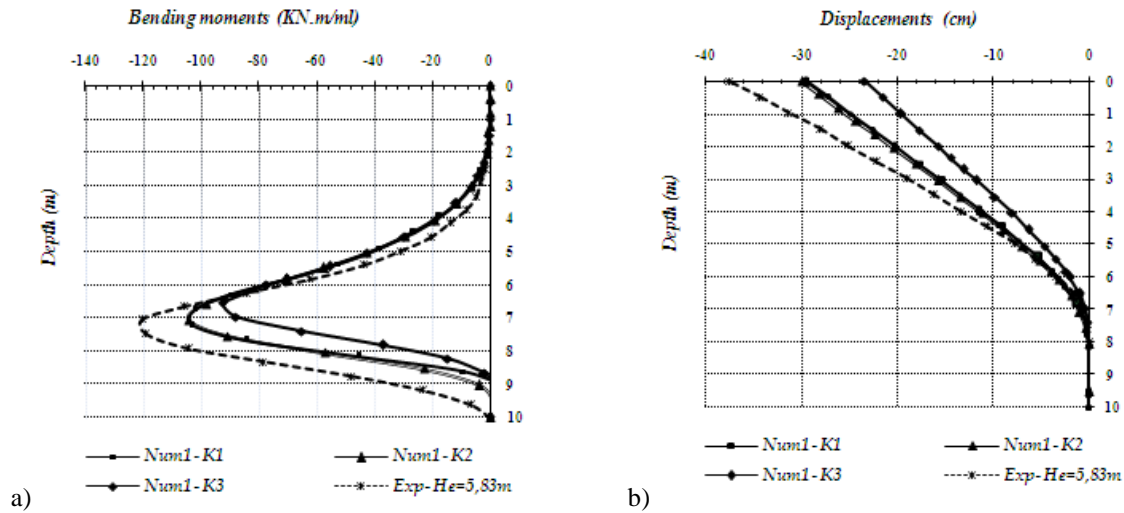 Bending moments (KN.m/ml)
-140 -120 -100 -80 -60 -40 -20 0
0
1
2
3
4
5
6
7
8
9
10
Depth (m)
Num1-K1
Num1-K2
Num1-K3
Exp-He=5,83m
a)
Displacements (cm)
-40 -30 -20 -10 0
0
1
2
3
4
5
6
7
8
9
10
Depth (m)
Num1-K1
Num1-K2
Num1-K3
Exp-He=5,83m
b)